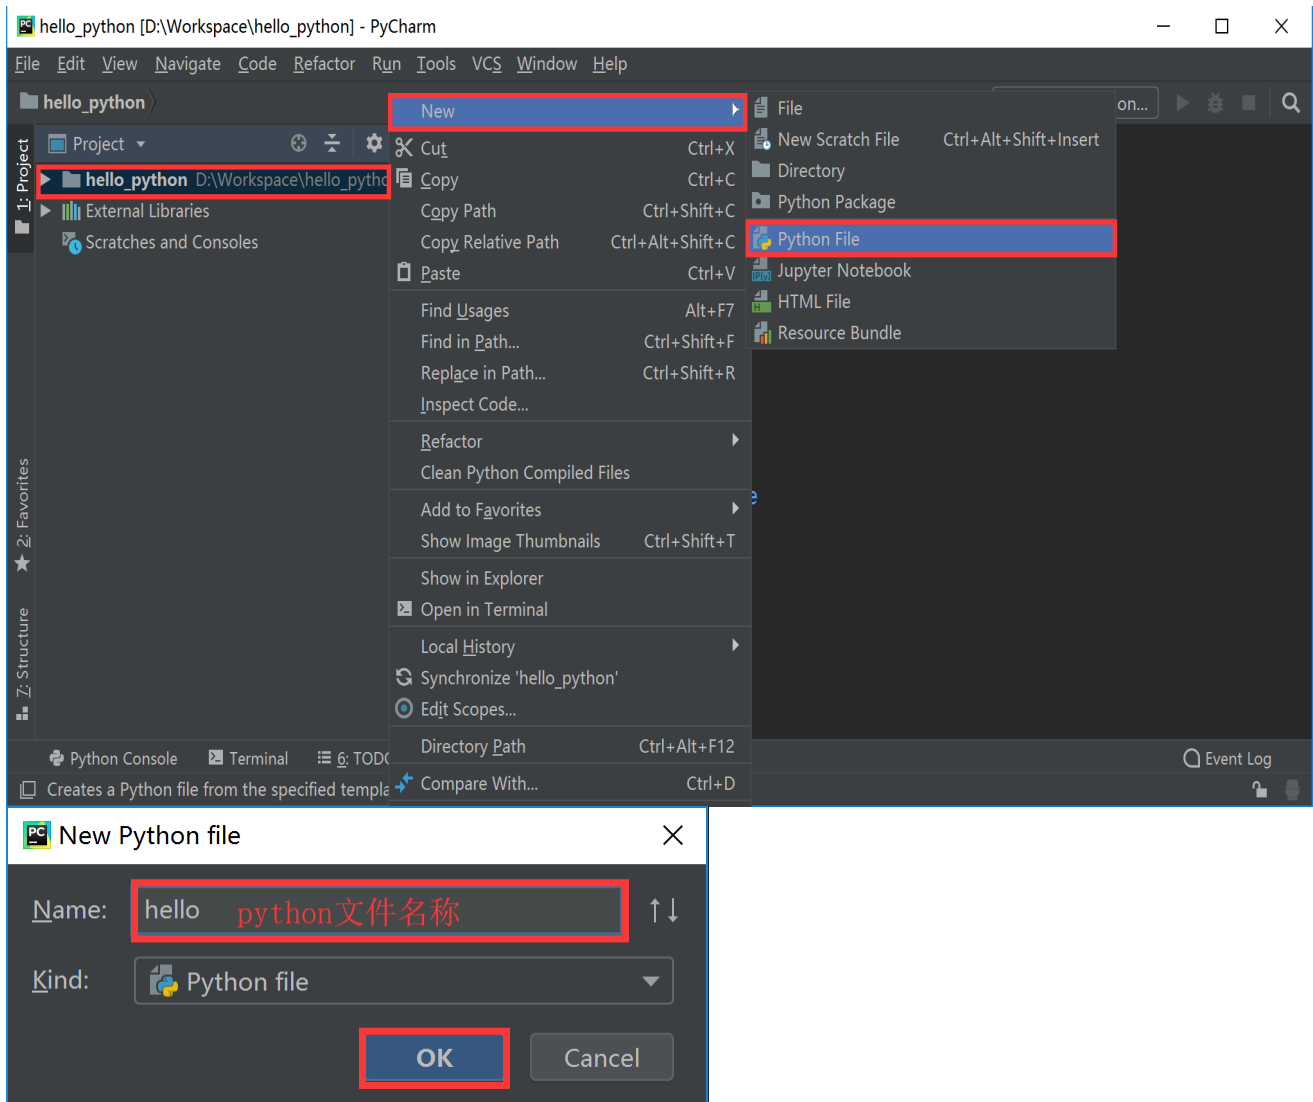 hello_python [D:\Workspace\hello_python] - PyCharm
File Edit View Navigate Code Refactor Run Tools VCS Window Help
hello_python
on...
1: Project
Project
hello_python D:\Workspace\hello_pytho
External Libraries
Scratches and Consoles
2: Favorites
7: Structure
New
Cut Ctrl+X
Copy Ctrl+C
Copy Path Ctrl+Shift+C
Copy Relative Path Ctrl+Alt+Shift+C
Paste Ctrl+V
Find Usages Alt+F7
Find in Path... Ctrl+Shift+F
Replace in Path... Ctrl+Shift+R
Inspect Code...
Refactor
Clean Python Compiled Files
Add to Favorites
Show Image Thumbnails Ctrl+Shift+T
Show in Explorer
Open in Terminal
Local History
Synchronize 'hello_python'
Edit Scopes...
Directory Path Ctrl+Alt+F12
Compare With... Ctrl+D
File
New Scratch File Ctrl+Alt+Shift+Insert
Directory
Python Package
Python File
Jupyter Notebook
HTML File
Resource Bundle
Python Console Terminal 6: TODO Event Log
Creates a Python file from the specified templa
New Python file
Name: hello python文件名称
Kind: Python file
OK Cancel